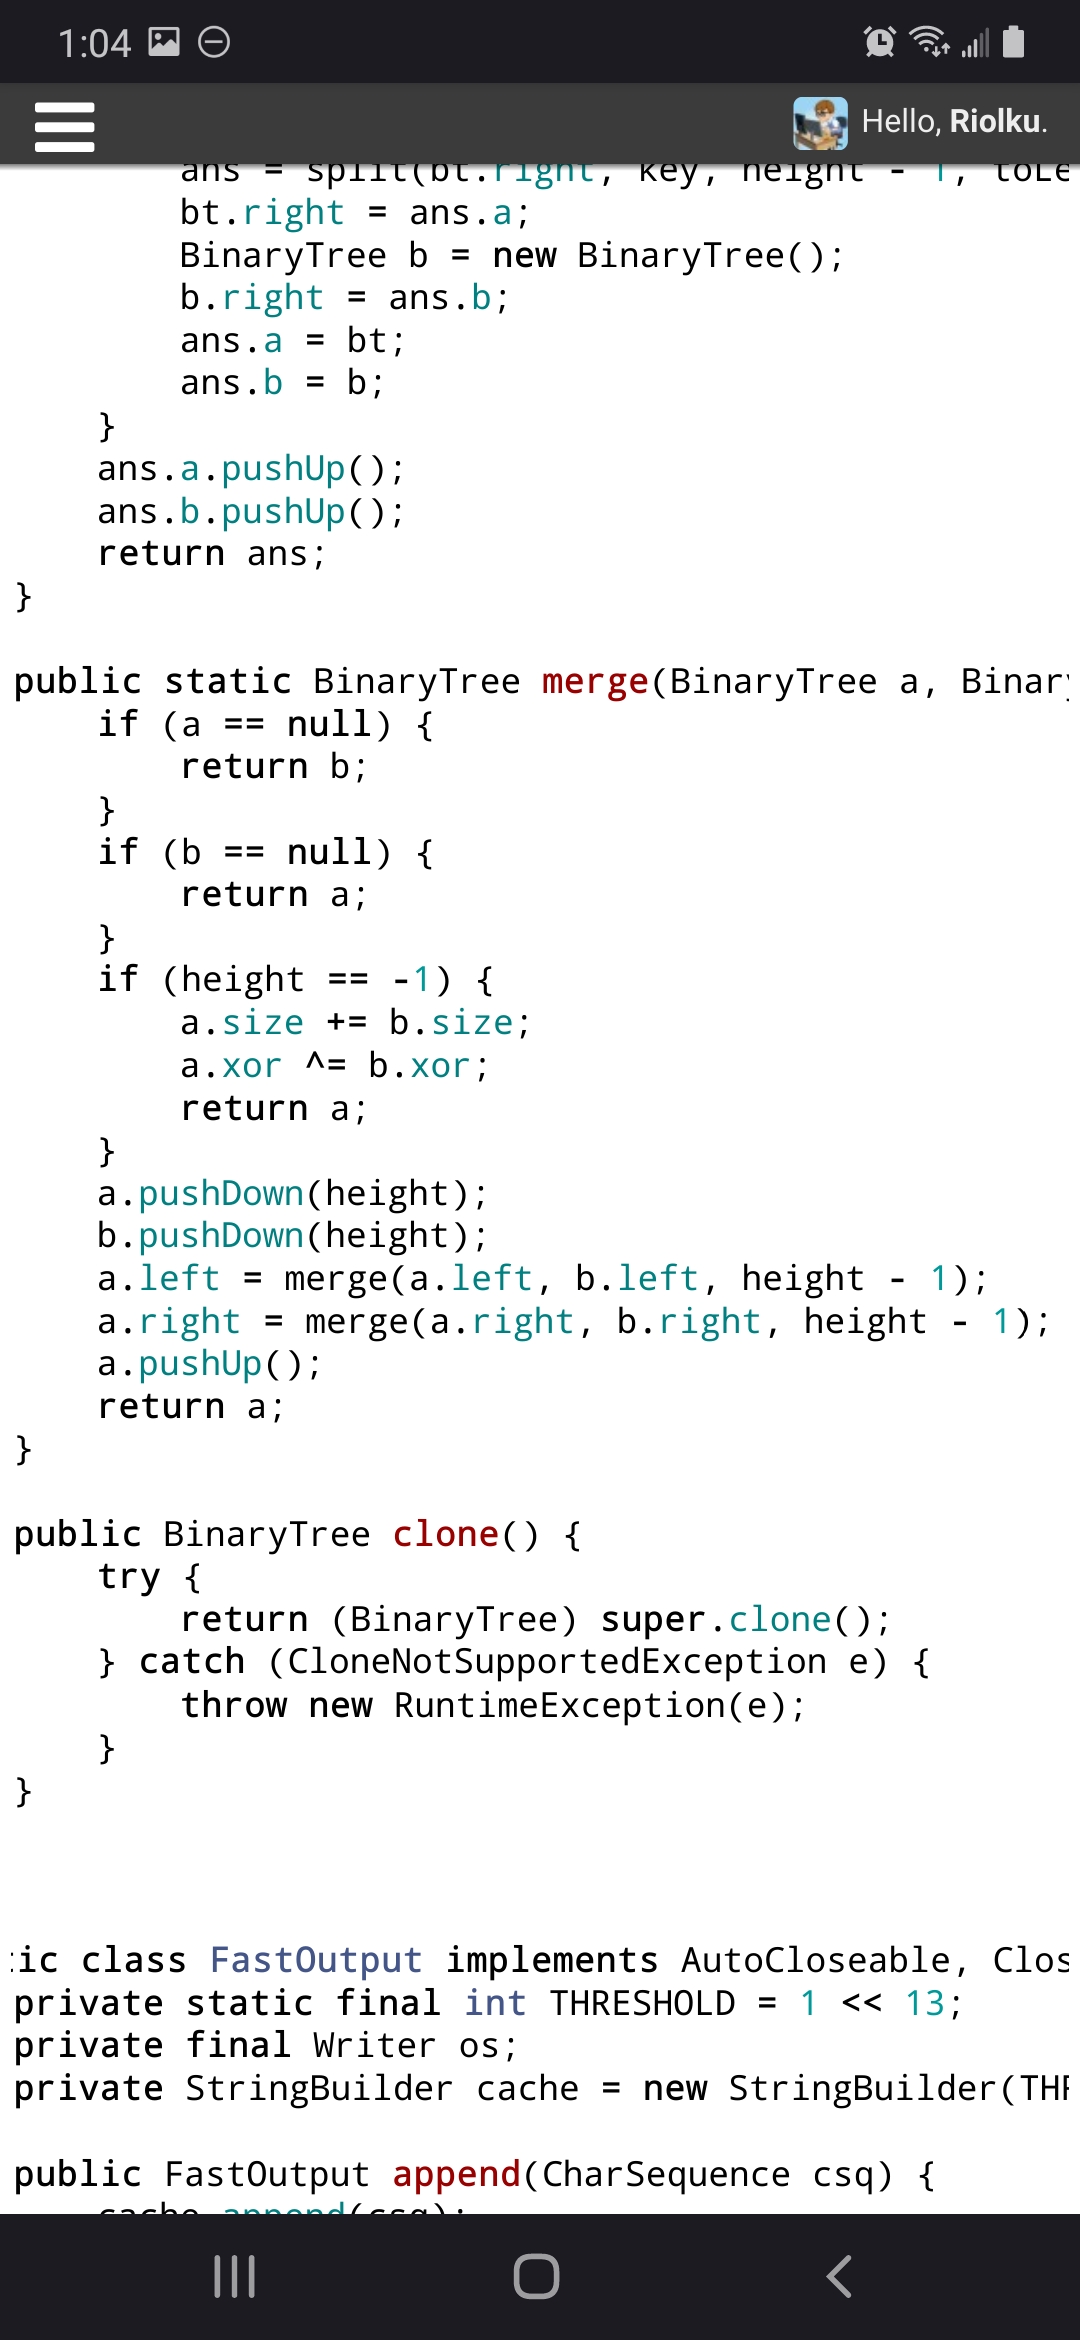 1:04
Hello, Riolku.
ans = split(bt.right, key, height - 1, toLe
bt.right = ans.a;
BinaryTree b = new BinaryTree();
b.right = ans.b;
ans.a = bt;
ans.b = b;
}
ans.a.pushUp();
ans.b.pushUp();
return ans;
}
public static BinaryTree merge(BinaryTree a, Binar
if (a == null) {
return b;
}
if (b == null) {
return a;
}
if (height == -1) {
a.size += b.size;
a.xor ^= b.xor;
return a;
}
a.pushDown(height);
b.pushDown(height);
a.left = merge(a.left, b.left, height - 1);
a.right = merge(a.right, b.right, height - 1);
a.pushUp();
return a;
}
public BinaryTree clone() {
try {
return (BinaryTree) super.clone();
} catch (CloneNotSupportedException e) {
throw new RuntimeException(e);
}
}
ic class FastOutput implements AutoCloseable, Clos
private static final int THRESHOLD = 1 << 13;
private final Writer os;
private StringBuilder cache = new StringBuilder(TH
public FastOutput append(CharSequence csq) {
cache.append(csq);